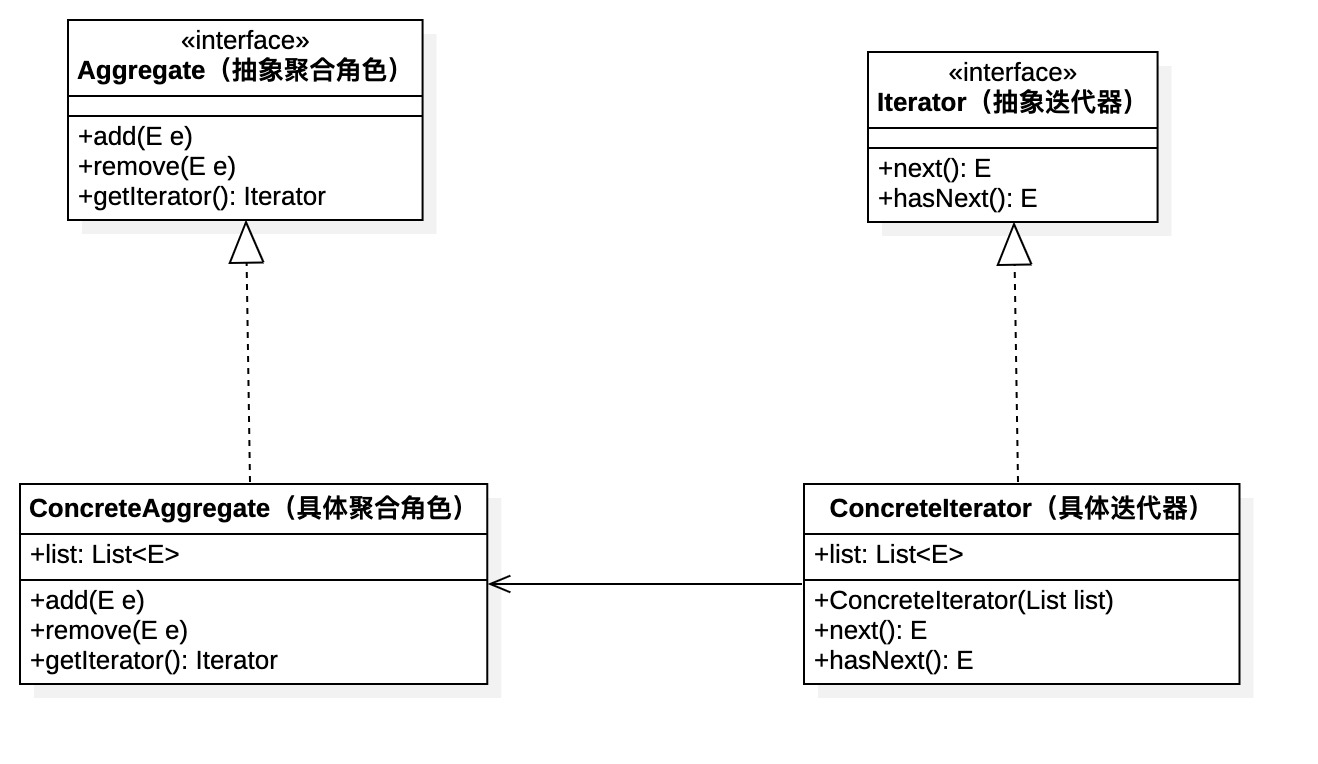 «interface»
Aggregate（抽象聚合角色）
+add(E e)
+remove(E e)
+getIterator(): Iterator
«interface»
Iterator（抽象迭代器）
+next(): E
+hasNext(): E
ConcreteAggregate（具体聚合角色）
+list: List<E>
+add(E e)
+remove(E e)
+getIterator(): Iterator
ConcreteIterator（具体迭代器）
+list: List<E>
+ConcreteIterator(List list)
+next(): E
+hasNext(): E